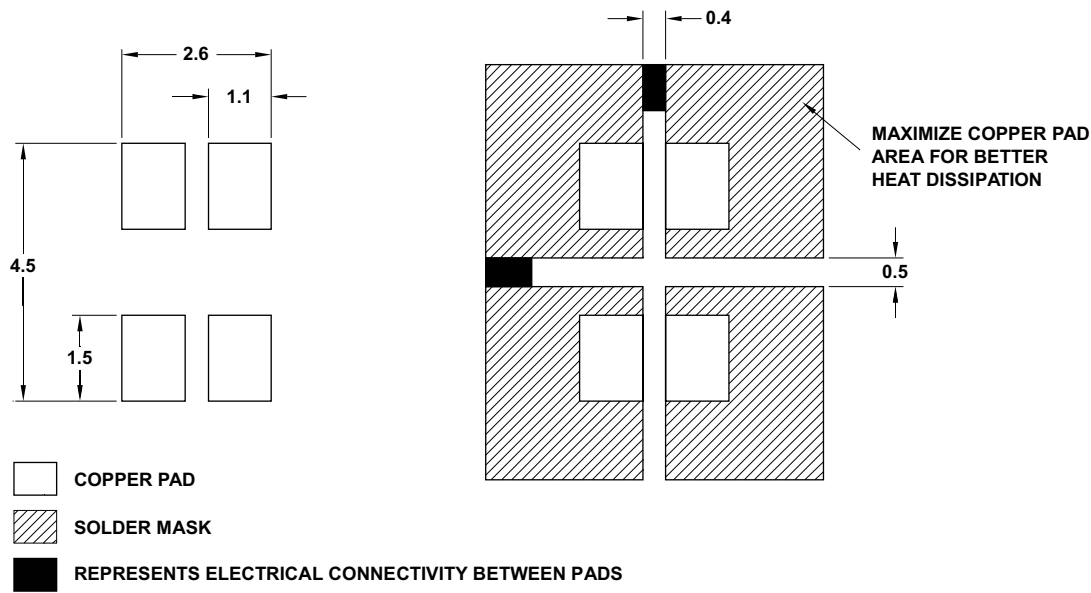 2.6
1.1
4.5
1.5
0.4
MAXIMIZE COPPER PAD
AREA FOR BETTER
HEAT DISSIPATION
0.5
COPPER PAD
SOLDER MASK
REPRESENTS ELECTRICAL CONNECTIVITY BETWEEN PADS